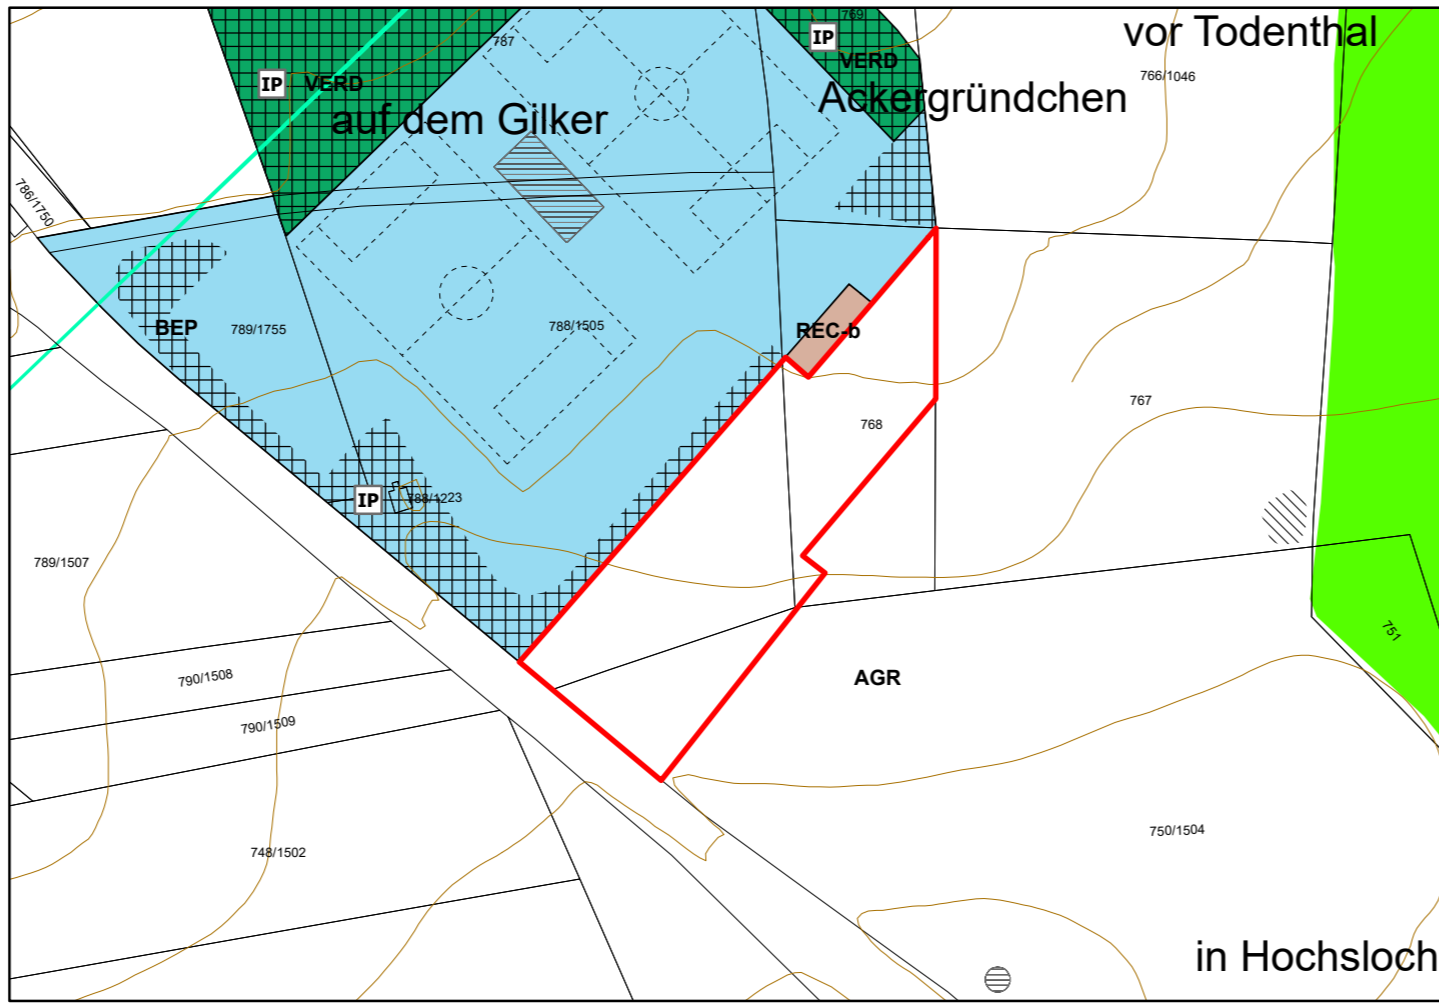 769
vor Todenthal
787
IP
VERD
IP
VERD
766/1046
auf dem Gilker
Ackergründchen
786/1750
BEP
789/1755
788/1505
REC-b
767
768
IP
788/1223
789/1507
751
790/1508
AGR
790/1509
750/1504
748/1502
in Hochsloch